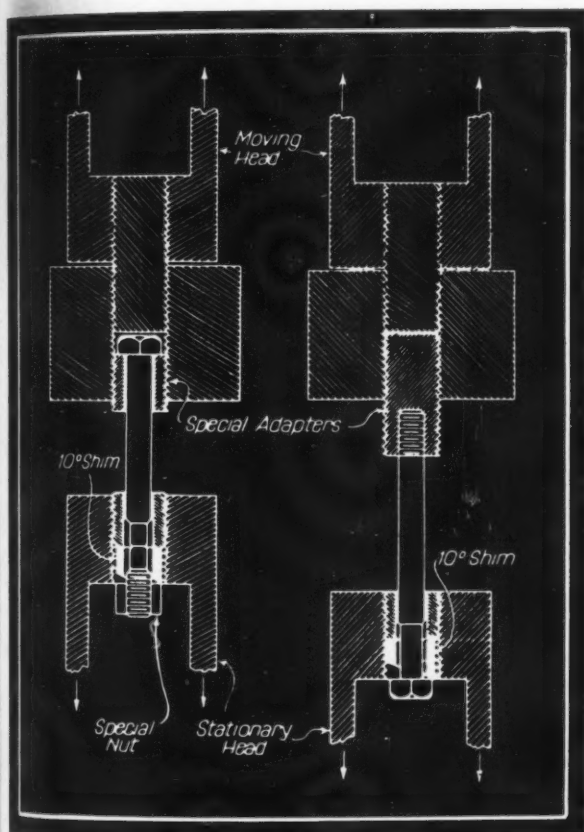 Moving
Head
Special Adapters
10° Shim
10° Shim
Special
Nut
Stationary
Head